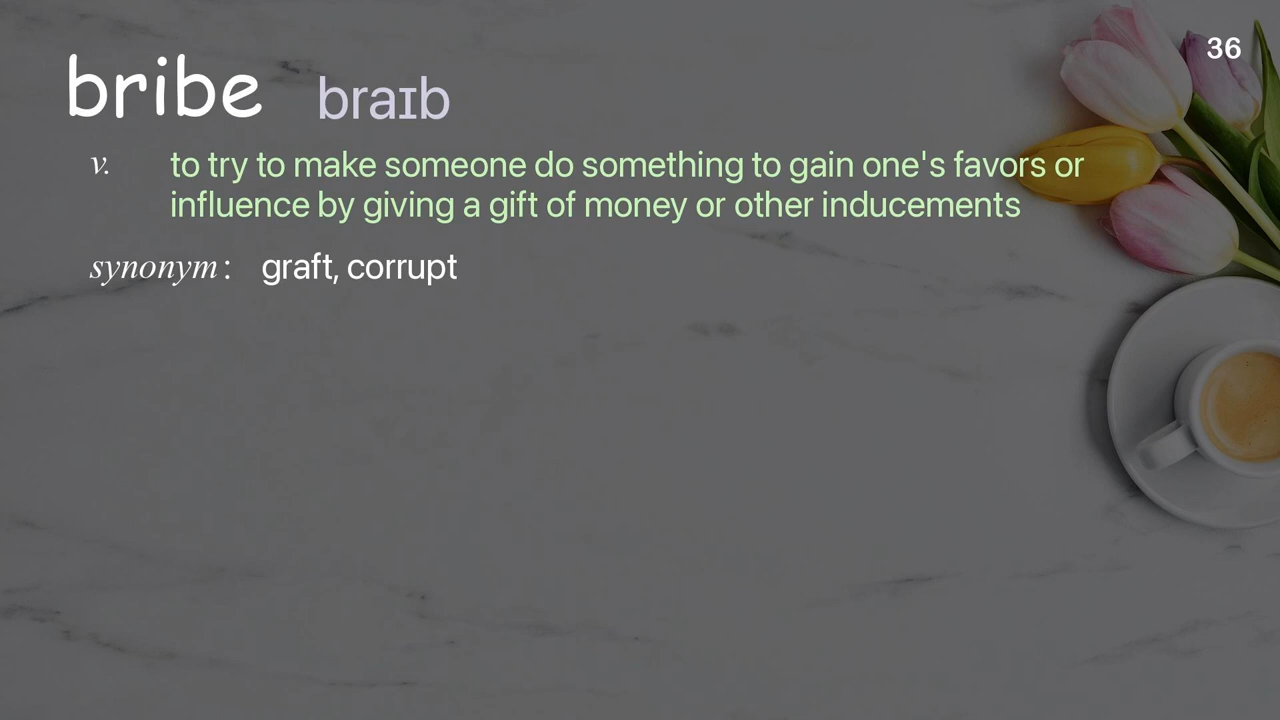 36
bribe braɪb
v. to try to make someone do something to gain one's favors or
influence by giving a gift of money or other inducements
synonym : graft, corrupt